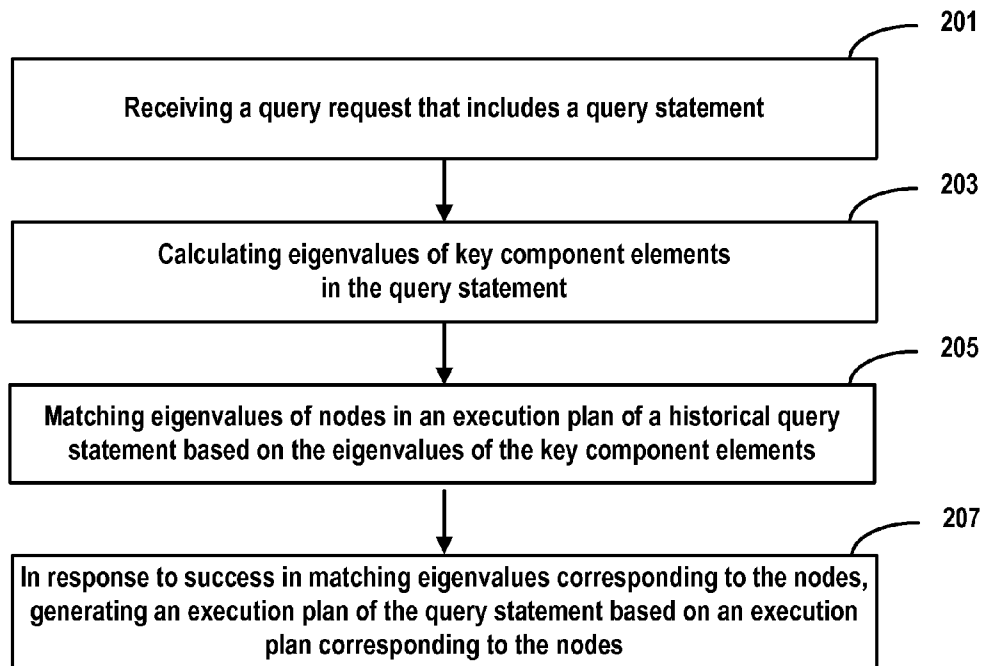 201
Receiving a query request that includes a query statement
203
Calculating eigenvalues of key component elements
in the query statement
205
Matching eigenvalues of nodes in an execution plan of a historical query
statement based on the eigenvalues of the key component elements
207
In response to success in matching eigenvalues corresponding to the nodes,
generating an execution plan of the query statement based on an execution
plan corresponding to the nodes